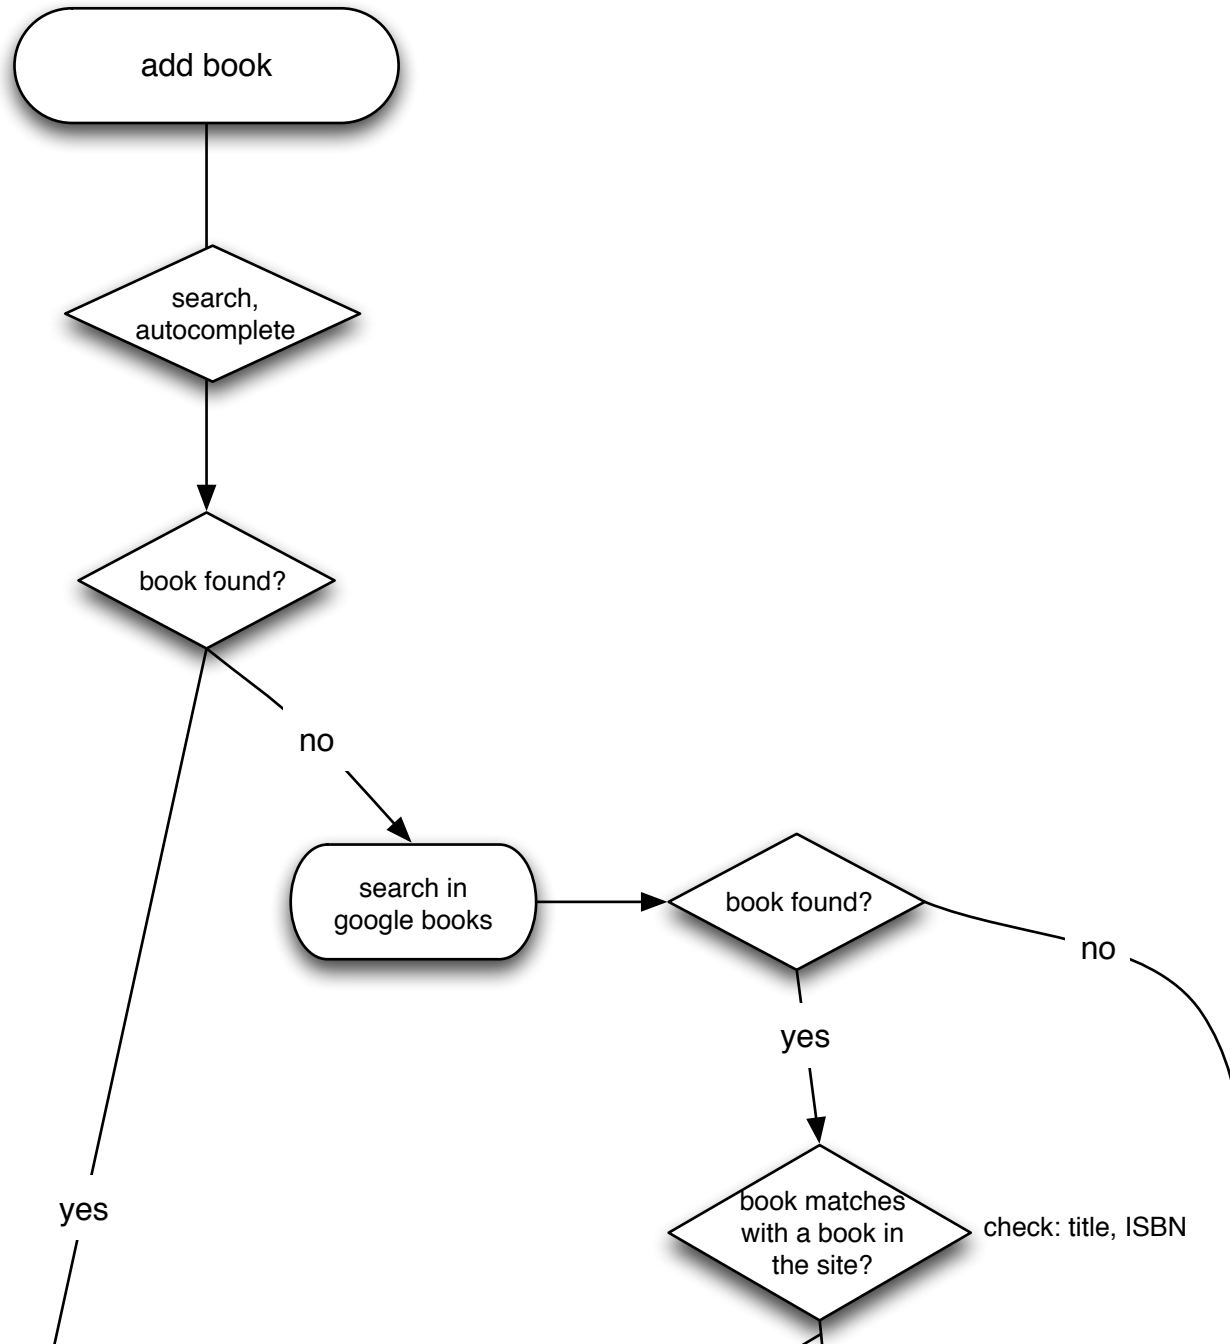 add book
search,
autocomplete
book found?
no
search in
google books
book found?
no
yes
book matches
with a book in
the site?
check: title, ISBN
yes